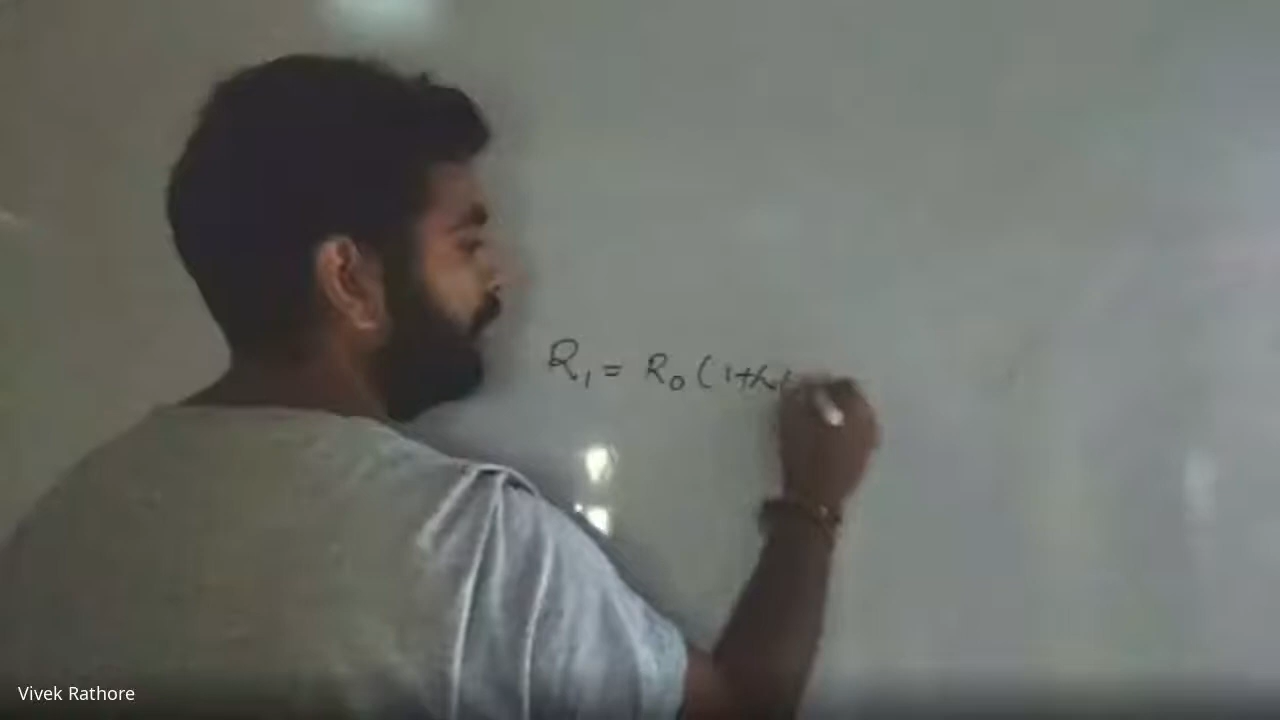 R₁ = R₀ (1+
Vivek Rathore